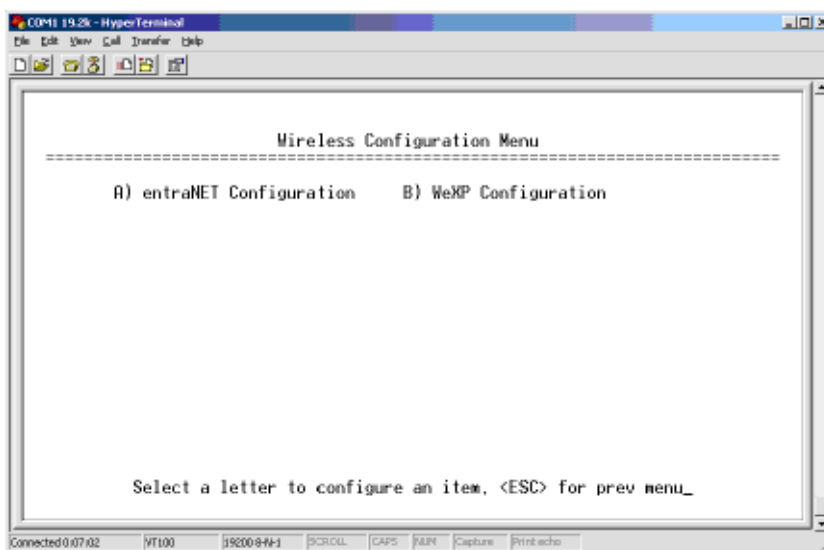 COM1 19.2k - HyperTerminal
File Edit View Call Transfer Help
Wireless Configuration Menu
================================================================================
A) entraNET Configuration B) WeXP Configuration
Select a letter to configure an item, <ESC> for prev menu_
Connected 0:07:02 VT100 19200 8-N-1 SCROLL CAPS NUM Capture Print echo